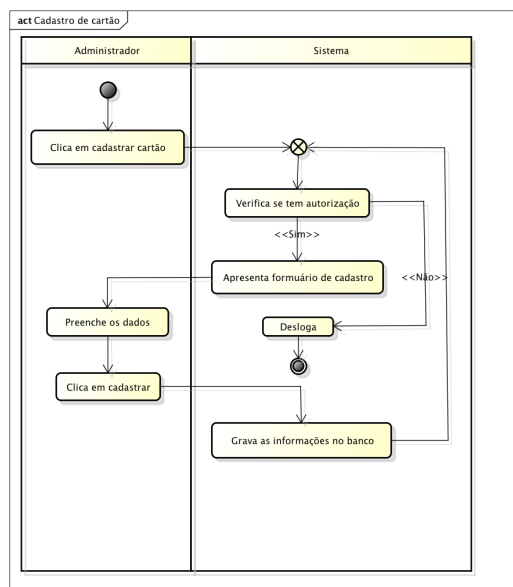 act Cadastro de cartão
Administrador
Sistema
Clica em cadastrar cartão
Verifica se tem autorização
<<Sim>>
Apresenta formuário de cadastro
<<Não>>
Preenche os dados
Desloga
Clica em cadastrar
Grava as informações no banco